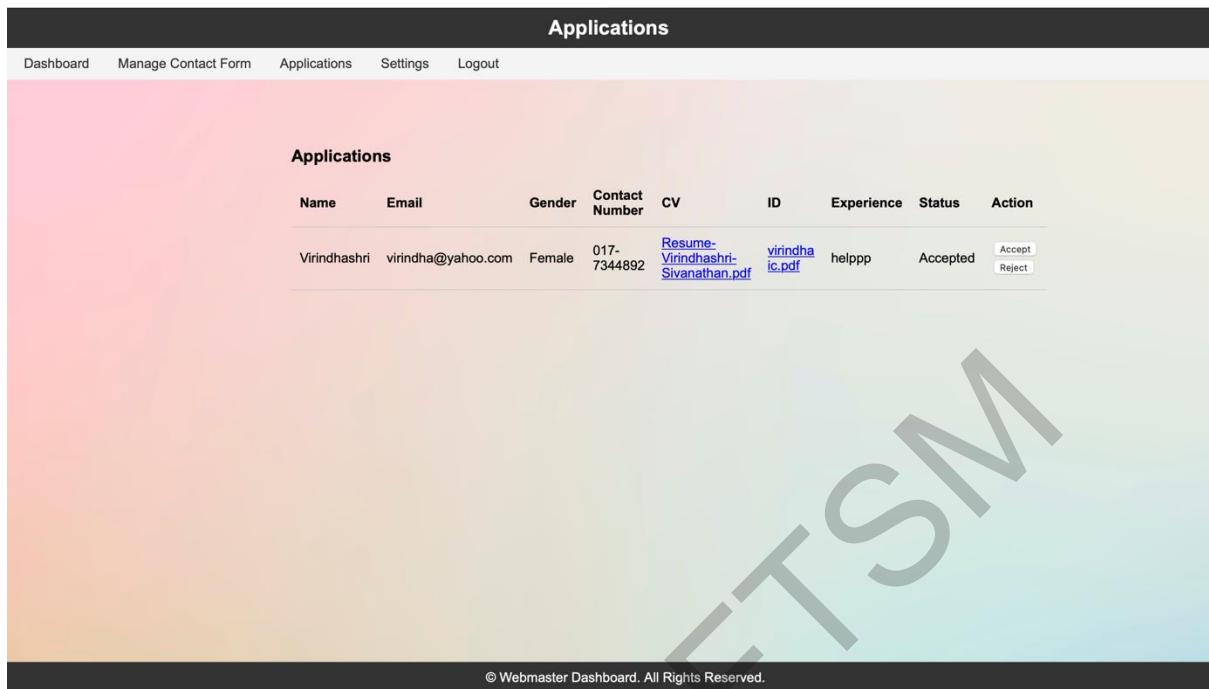 Applications
Dashboard Manage Contact Form Applications Settings Logout
Applications
Name Email Gender Contact Number CV ID Experience Status Action
Virindhashri virindha@yahoo.com Female 017-7344892 Resume-Virindhashri-Sivanathan.pdf virindha ic.pdf helppp Accepted Accept
Reject
© Webmaster Dashboard. All Rights Reserved.
FTSM